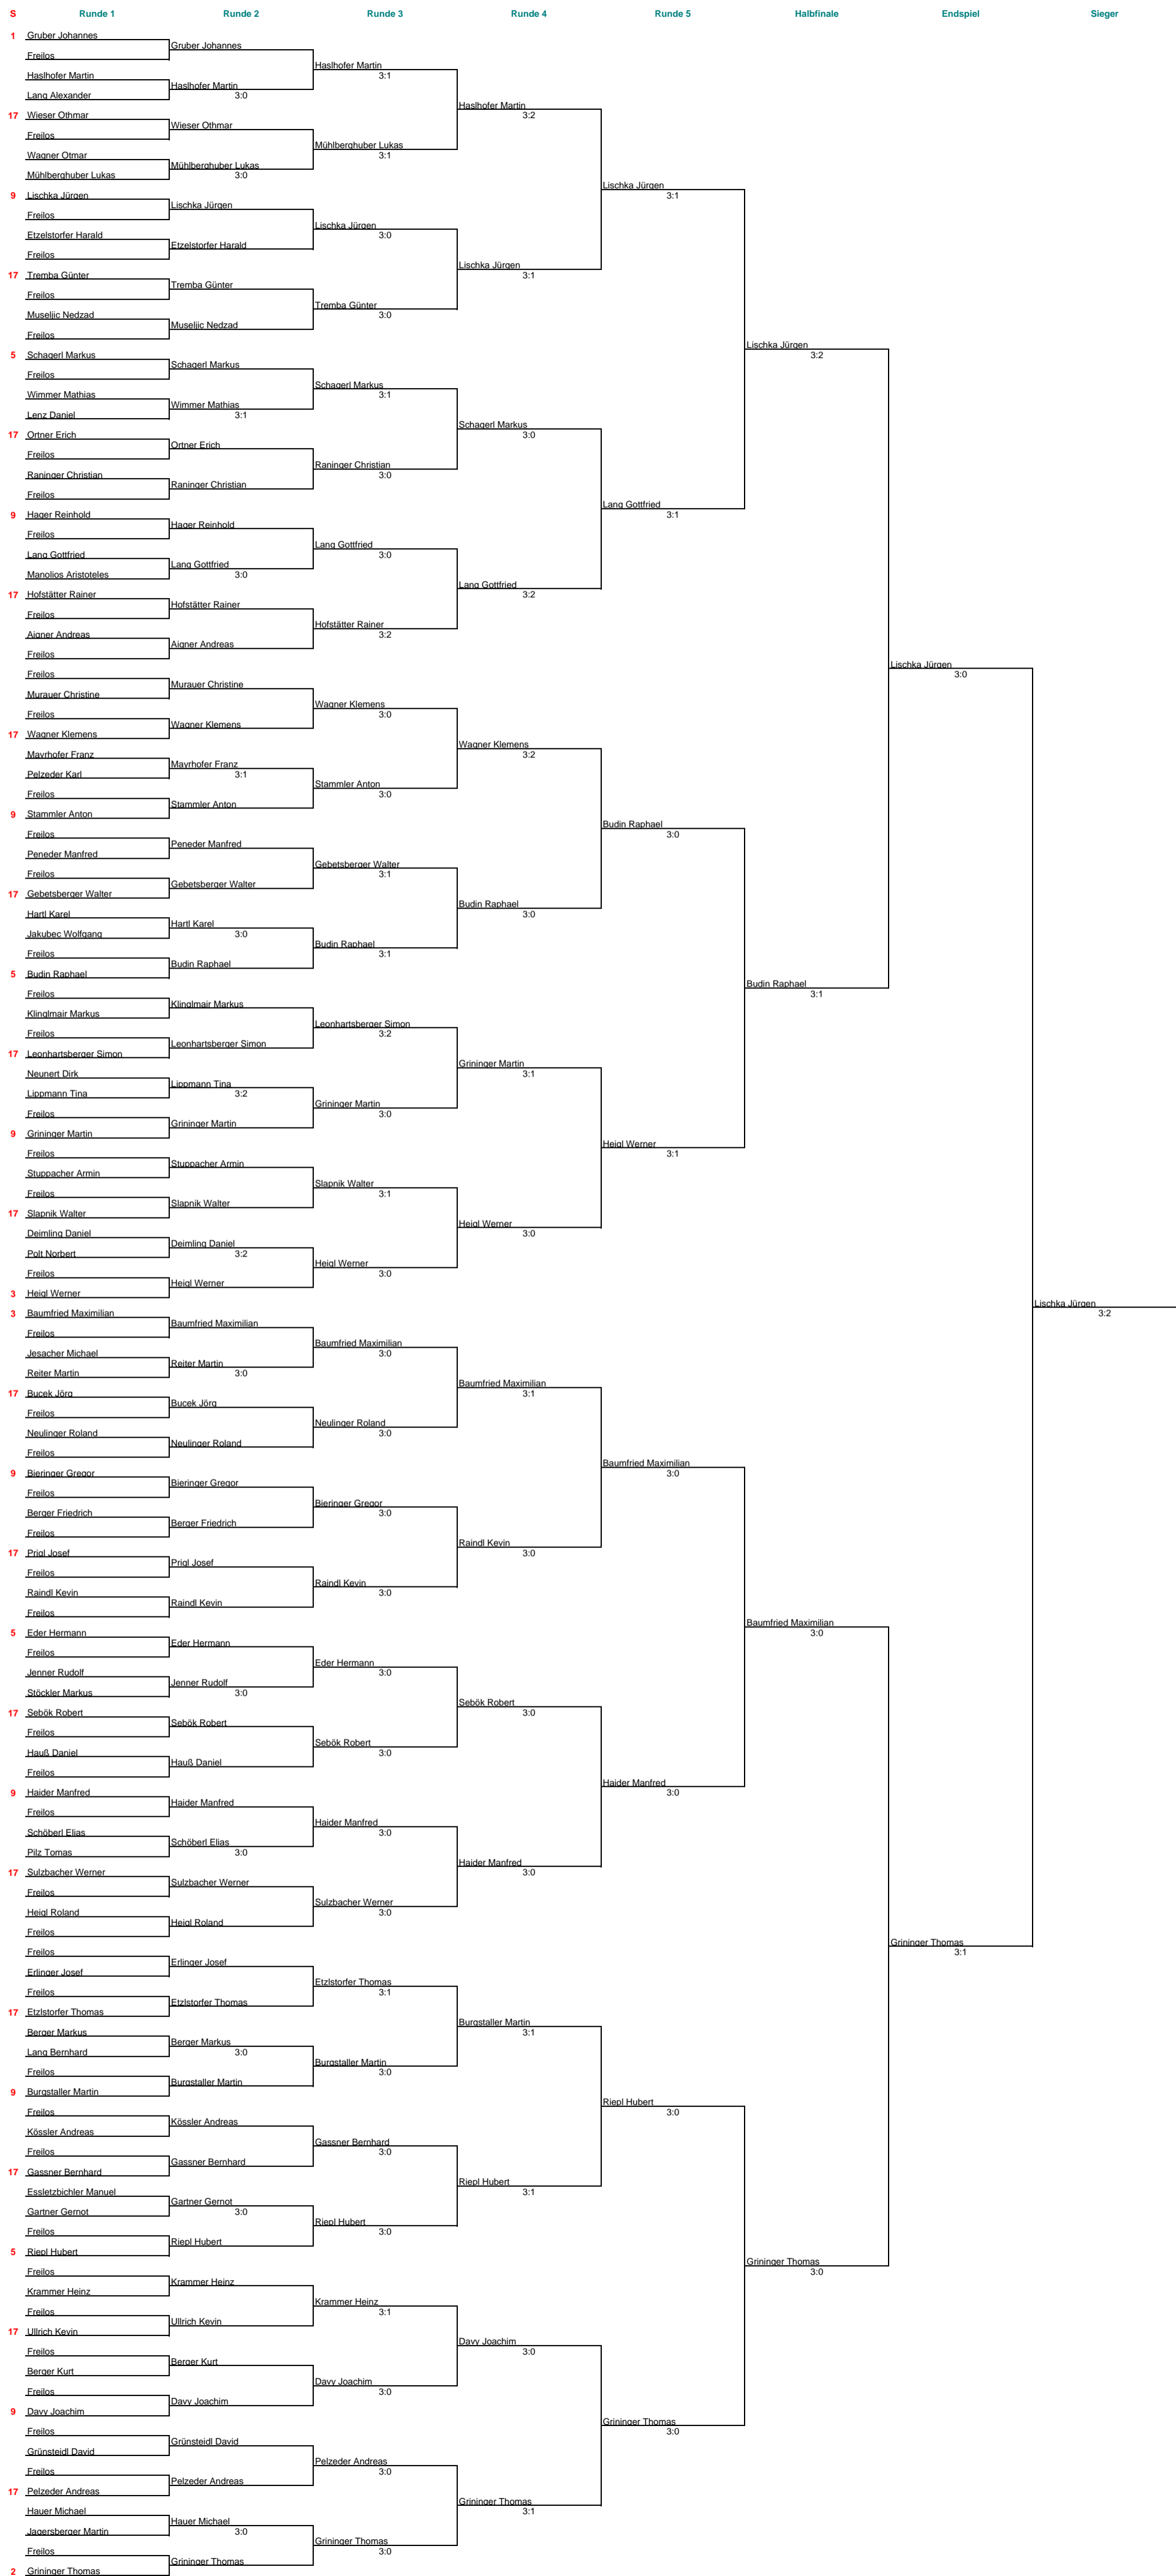 S Runde 1 Runde 2 Runde 3 Runde 4 Runde 5 Halbfinale Endspiel Sieger
1 Gruber Johannes
Freilos
Haslhofer Martin
Lang Alexander
17 Wieser Othmar
Freilos
Wagner Otmar
Mühlberghuber Lukas
9 Lischka Jürgen
Freilos
Etzelstorfer Harald
Freilos
17 Tremba Günter
Freilos
Museljic Nedzad
Freilos
5 Schagerl Markus
Freilos
Wimmer Mathias
Lenz Daniel
17 Ortner Erich
Freilos
Raninger Christian
Freilos
9 Hager Reinhold
Freilos
Lang Gottfried
Manolios Aristoteles
17 Hofstätter Rainer
Freilos
Aigner Andreas
Freilos
Freilos
Murauer Christine
Freilos
17 Wagner Klemens
Mayrhofer Franz
Pelzeder Karl
Freilos
9 Stammler Anton
Freilos
Peneder Manfred
Freilos
17 Gebetsberger Walter
Hartl Karel
Jakubec Wolfgang
Freilos
5 Budin Raphael
Freilos
Klinglmair Markus
Freilos
17 Leonhartsberger Simon
Neunert Dirk
Lippmann Tina
Freilos
9 Grininger Martin
Freilos
Stuppacher Armin
Freilos
17 Slapnik Walter
Deimling Daniel
Polt Norbert
Freilos
3 Heigl Werner
3 Baumfried Maximilian
Freilos
Jesacher Michael
Reiter Martin
17 Bucek Jörg
Freilos
Neulinger Roland
Freilos
9 Bieringer Gregor
Freilos
Berger Friedrich
Freilos
17 Prigl Josef
Freilos
Raindl Kevin
Freilos
5 Eder Hermann
Freilos
Jenner Rudolf
Stöckler Markus
17 Sebök Robert
Freilos
Hauß Daniel
Freilos
9 Haider Manfred
Freilos
Schöberl Elias
Pilz Tomas
17 Sulzbacher Werner
Freilos
Heigl Roland
Freilos
Freilos
Erlinger Josef
Freilos
17 Etzlstorfer Thomas
Berger Markus
Lang Bernhard
Freilos
9 Burgstaller Martin
Freilos
Kössler Andreas
Freilos
17 Gassner Bernhard
Essletzbichler Manuel
Gartner Gernot
Freilos
5 Riepl Hubert
Freilos
Krammer Heinz
Freilos
17 Ullrich Kevin
Freilos
Berger Kurt
Freilos
9 Davy Joachim
Freilos
Grünsteidl David
Freilos
17 Pelzeder Andreas
Hauer Michael
Jagersberger Martin
Freilos
2 Grininger Thomas
Gruber Johannes
Haslhofer Martin
3:0
Wieser Othmar
Mühlberghuber Lukas
3:0
Lischka Jürgen
Etzelstorfer Harald
Tremba Günter
Museljic Nedzad
Schagerl Markus
Wimmer Mathias
3:1
Ortner Erich
Raninger Christian
Hager Reinhold
Lang Gottfried
3:0
Hofstätter Rainer
Aigner Andreas
Murauer Christine
Wagner Klemens
Mayrhofer Franz
3:1
Stammler Anton
Peneder Manfred
Gebetsberger Walter
Hartl Karel
3:0
Budin Raphael
Klinglmair Markus
Leonhartsberger Simon
Lippmann Tina
3:2
Grininger Martin
Stuppacher Armin
Slapnik Walter
Deimling Daniel
3:2
Heigl Werner
Baumfried Maximilian
Reiter Martin
3:0
Bucek Jörg
Neulinger Roland
Bieringer Gregor
Berger Friedrich
Prigl Josef
Raindl Kevin
Eder Hermann
Jenner Rudolf
3:0
Sebök Robert
Hauß Daniel
Haider Manfred
Schöberl Elias
3:0
Sulzbacher Werner
Heigl Roland
Erlinger Josef
Etzlstorfer Thomas
Berger Markus
3:0
Burgstaller Martin
Kössler Andreas
Gassner Bernhard
Gartner Gernot
3:0
Riepl Hubert
Krammer Heinz
Ullrich Kevin
Berger Kurt
Davy Joachim
Grünsteidl David
Pelzeder Andreas
Hauer Michael
3:0
Grininger Thomas
Haslhofer Martin
3:1
Mühlberghuber Lukas
3:1
Lischka Jürgen
3:0
Tremba Günter
3:0
Schagerl Markus
3:1
Raninger Christian
3:0
Lang Gottfried
3:0
Hofstätter Rainer
3:2
Wagner Klemens
3:0
Stammler Anton
3:0
Gebetsberger Walter
3:1
Budin Raphael
3:1
Leonhartsberger Simon
3:2
Grininger Martin
3:0
Slapnik Walter
3:1
Heigl Werner
3:0
Baumfried Maximilian
3:0
Neulinger Roland
3:0
Bieringer Gregor
3:0
Raindl Kevin
3:0
Eder Hermann
3:0
Sebök Robert
3:0
Haider Manfred
3:0
Sulzbacher Werner
3:0
Etzlstorfer Thomas
3:1
Burgstaller Martin
3:0
Gassner Bernhard
3:0
Riepl Hubert
3:0
Krammer Heinz
3:1
Davy Joachim
3:0
Pelzeder Andreas
3:0
Grininger Thomas
3:0
Haslhofer Martin
3:2
Lischka Jürgen
3:1
Schagerl Markus
3:0
Lang Gottfried
3:2
Wagner Klemens
3:2
Budin Raphael
3:0
Grininger Martin
3:1
Heigl Werner
3:0
Baumfried Maximilian
3:1
Raindl Kevin
3:0
Sebök Robert
3:0
Haider Manfred
3:0
Burgstaller Martin
3:1
Riepl Hubert
3:1
Davy Joachim
3:0
Grininger Thomas
3:1
Lischka Jürgen
3:1
Lang Gottfried
3:1
Budin Raphael
3:0
Heigl Werner
3:1
Baumfried Maximilian
3:0
Haider Manfred
3:0
Riepl Hubert
3:0
Grininger Thomas
3:0
Lischka Jürgen
3:2
Budin Raphael
3:1
Baumfried Maximilian
3:0
Grininger Thomas
3:0
Lischka Jürgen
3:0
Grininger Thomas
3:1
Lischka Jürgen
3:2